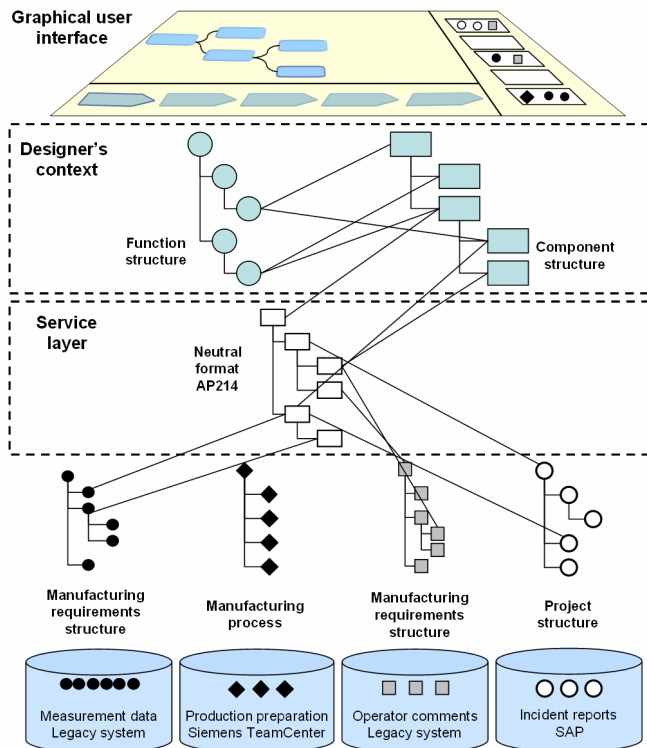 Graphical user
interface
Designer's
context
Function
structure
Component
structure
Service
layer
Neutral
format
AP214
Manufacturing
requirements
structure
Manufacturing
process
Manufacturing
requirements
structure
Project
structure
Measurement data
Legacy system
Production preparation
Siemens TeamCenter
Operator comments
Legacy system
Incident reports
SAP